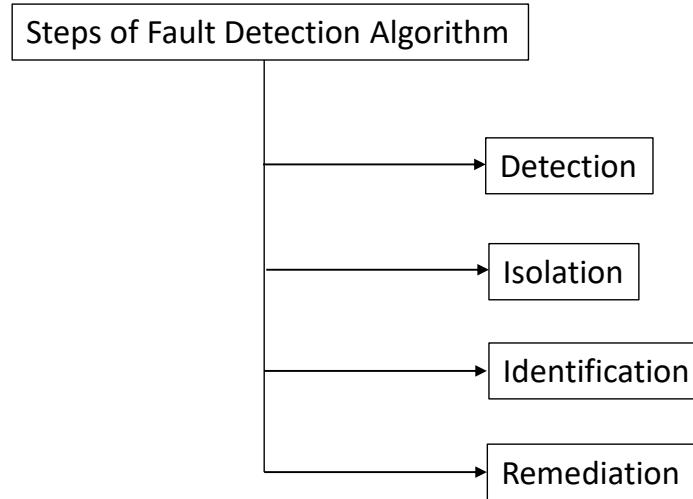 Steps of Fault Detection Algorithm
Detection
Isolation
Identification
Remediation